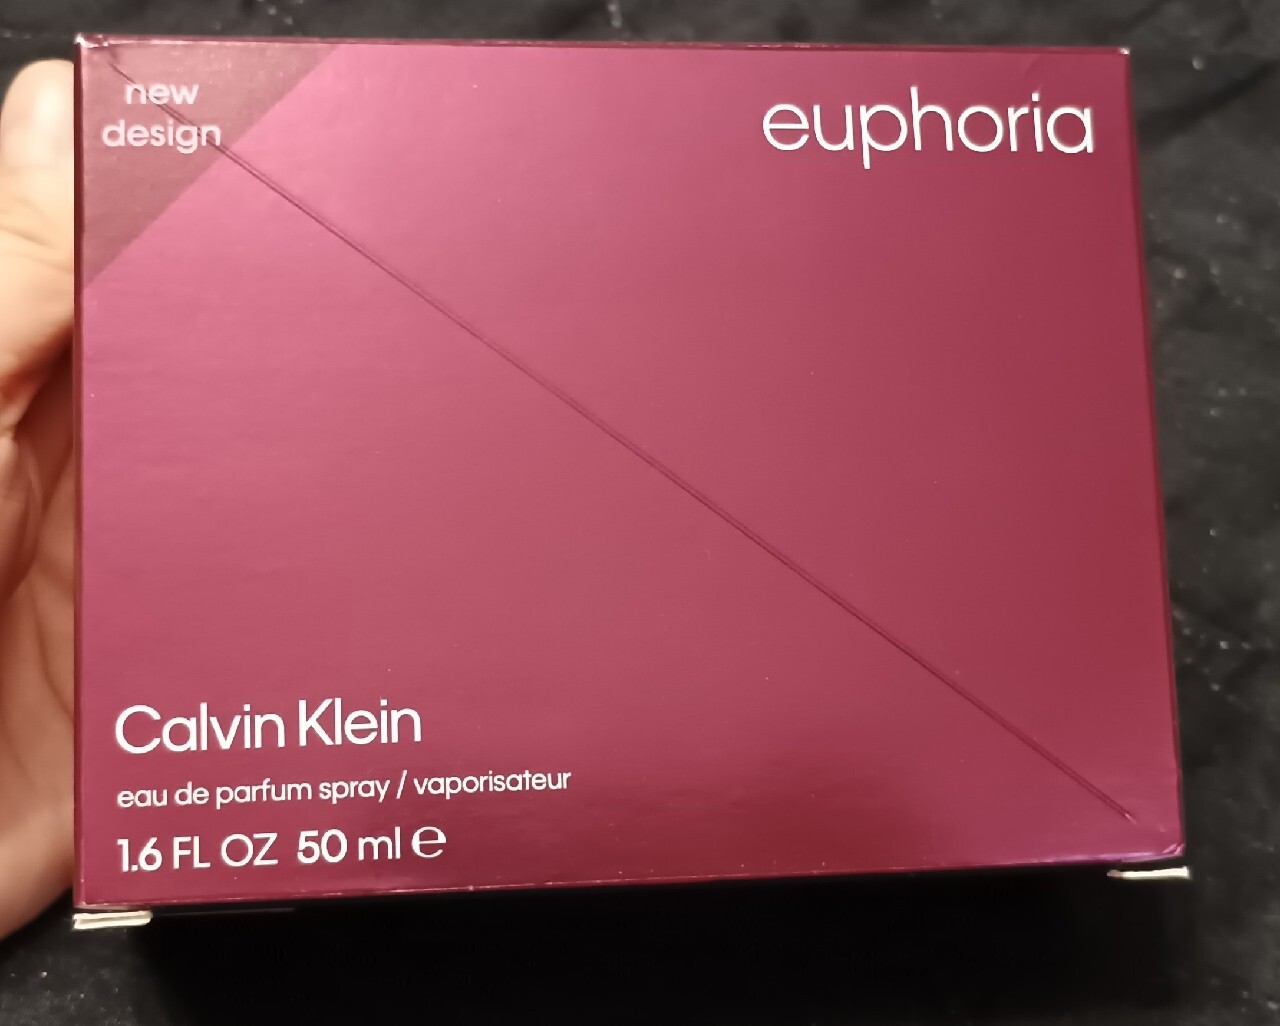 new
design
euphoria
Calvin Klein
eau de parfum spray / vaporisateur
1.6 FL OZ 50 ml ℮